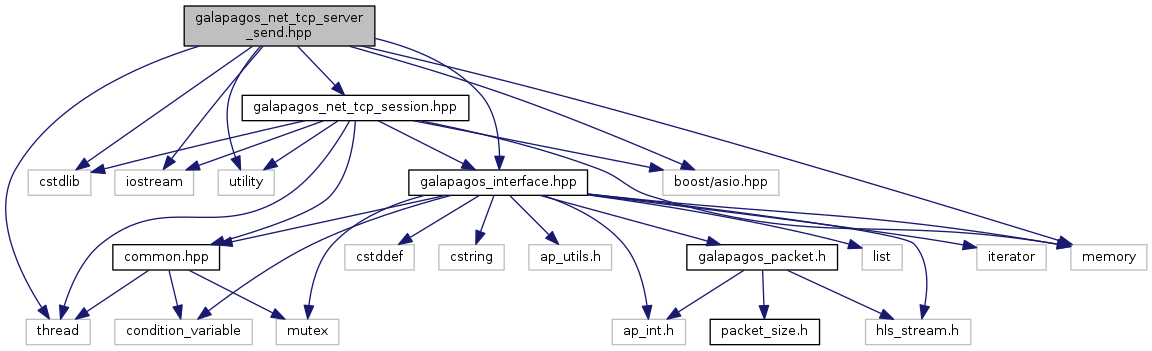 galapagos_net_tcp_server
_send.hpp
galapagos_net_tcp_session.hpp
cstdlib
iostream
utility
galapagos_interface.hpp
boost/asio.hpp
common.hpp
cstddef
cstring
ap_utils.h
galapagos_packet.h
list
iterator
memory
thread
condition_variable
mutex
ap_int.h
packet_size.h
hls_stream.h